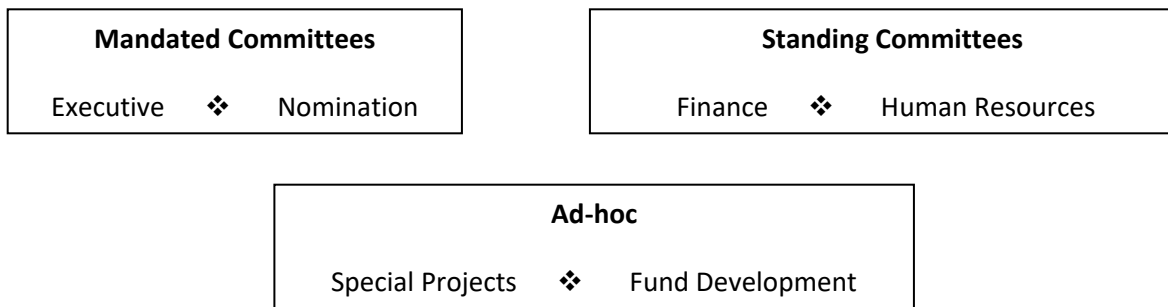 Mandated Committees
Executive ❖ Nomination
Standing Committees
Finance ❖ Human Resources
Ad-hoc
Special Projects ❖ Fund Development